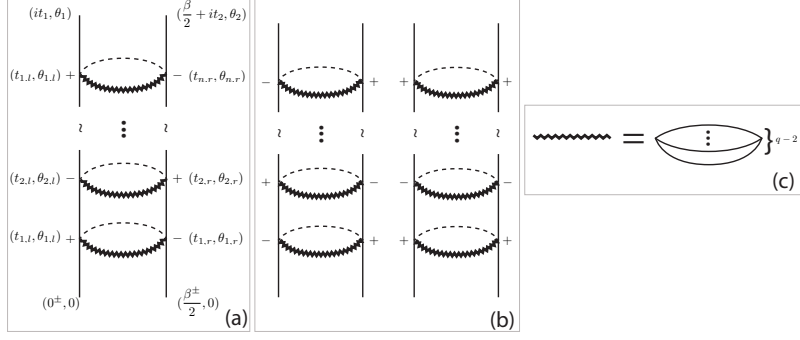 (it₁, θ₁) (β/2 + it₂, θ₂)
(t₁.ₗ, θ₁.ₗ) + − (tₙ.ᵣ, θₙ.ᵣ)
(t₂.ₗ, θ₂.ₗ) − + (t₂.ᵣ, θ₂.ᵣ)
(t₁.ₗ, θ₁.ₗ) + − (t₁.ᵣ, θ₁.ᵣ)
(0^±, 0) (β^±/2, 0)
(a)
− + + +
+ − − −
− + + +
(b)
= } q − 2
(c)